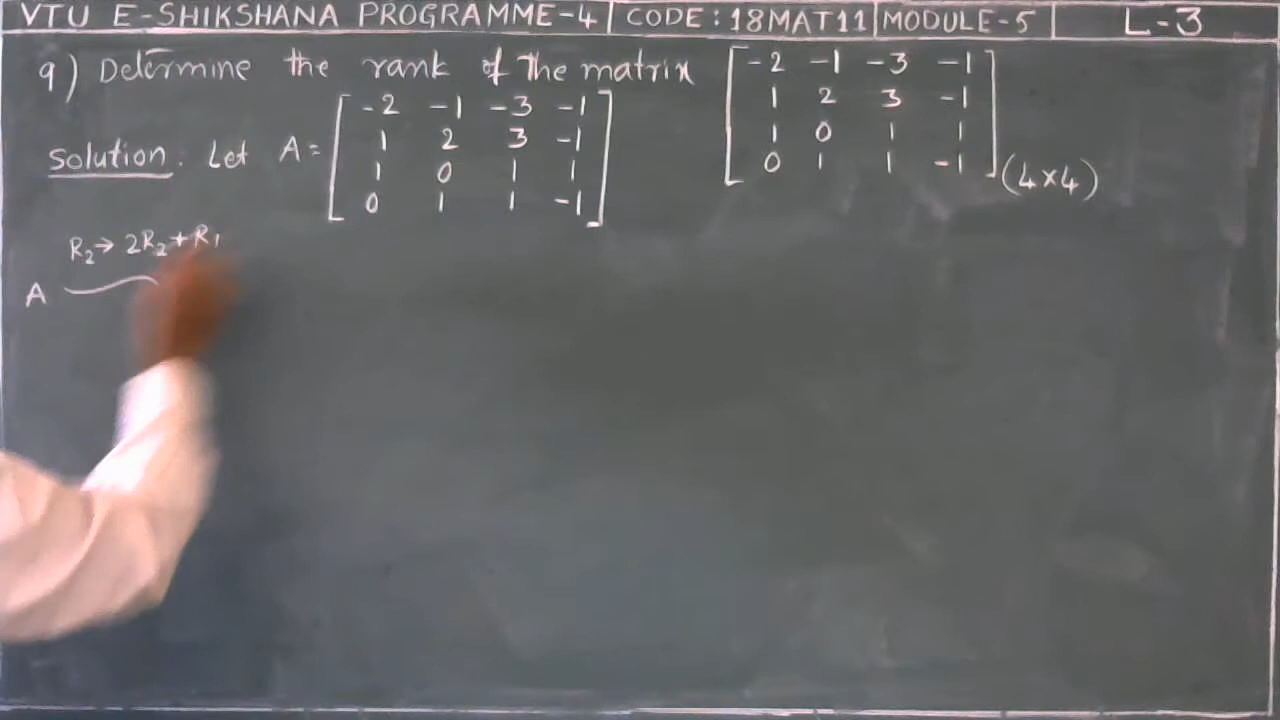 VTU E-SHIKSHANA PROGRAMME-4 CODE: 18MAT11 MODULE-5 L-3
9) Determine the rank of the matrix
-2 -1 -3 -1
1 2 3 -1
1 0 1 1
0 1 1 -1
(4×4)
Solution: Let A=
-2 -1 -3 -1
1 2 3 -1
1 0 1 1
0 1 1 -1
R₂→ 2R₂+R₁
A